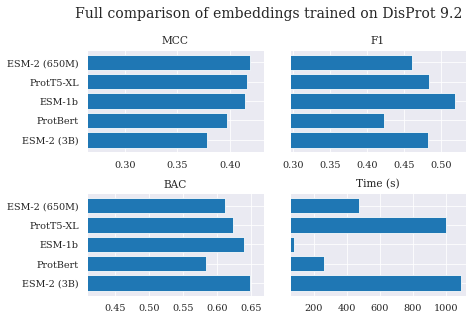 Full comparison of embeddings trained on DisProt 9.2
MCC
F1
ESM-2 (650M)
ProtT5-XL
ESM-1b
ProtBert
ESM-2 (3B)
0.30 0.35 0.40
0.30 0.35 0.40 0.45 0.50
BAC
Time (s)
ESM-2 (650M)
ProtT5-XL
ESM-1b
ProtBert
ESM-2 (3B)
0.45 0.50 0.55 0.60 0.65
200 400 600 800 1000